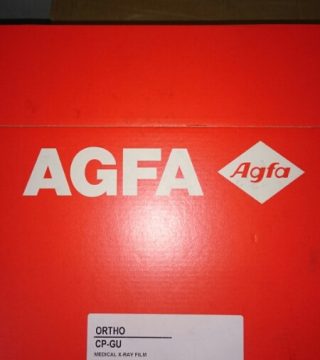 AGFA Agfa
ORTHO
CP-GU
MEDICAL X-RAY FILM